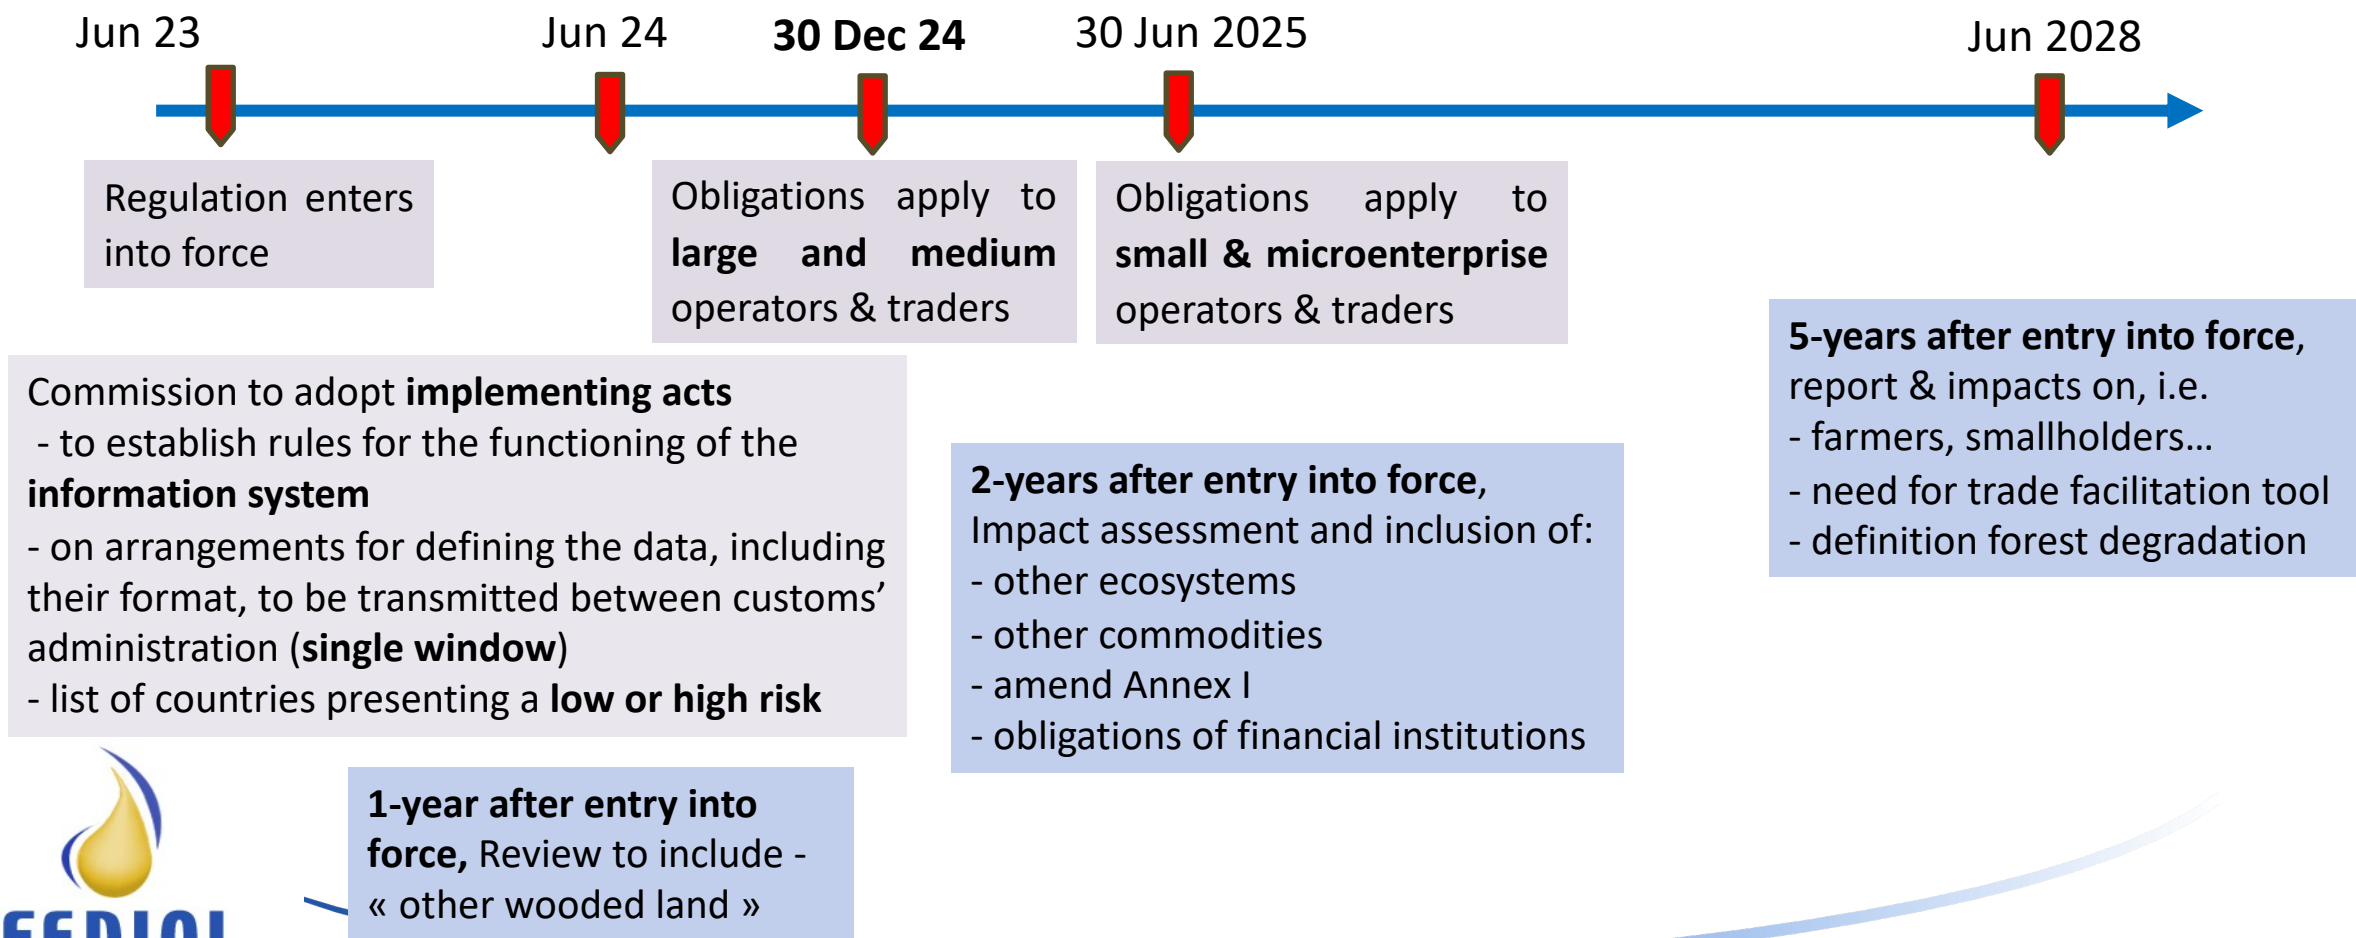 Jun 23
Jun 24
30 Dec 24
30 Jun 2025
Jun 2028
Regulation enters
into force
Obligations apply to
large and medium
operators & traders
Obligations apply to
small & microenterprise
operators & traders
Commission to adopt implementing acts
- to establish rules for the functioning of the
information system
- on arrangements for defining the data, including
their format, to be transmitted between customs’
administration (single window)
- list of countries presenting a low or high risk
1-year after entry into
force, Review to include -
« other wooded land »
2-years after entry into force,
Impact assessment and inclusion of:
- other ecosystems
- other commodities
- amend Annex I
- obligations of financial institutions
5-years after entry into force,
report & impacts on, i.e.
- farmers, smallholders…
- need for trade facilitation tool
- definition forest degradation